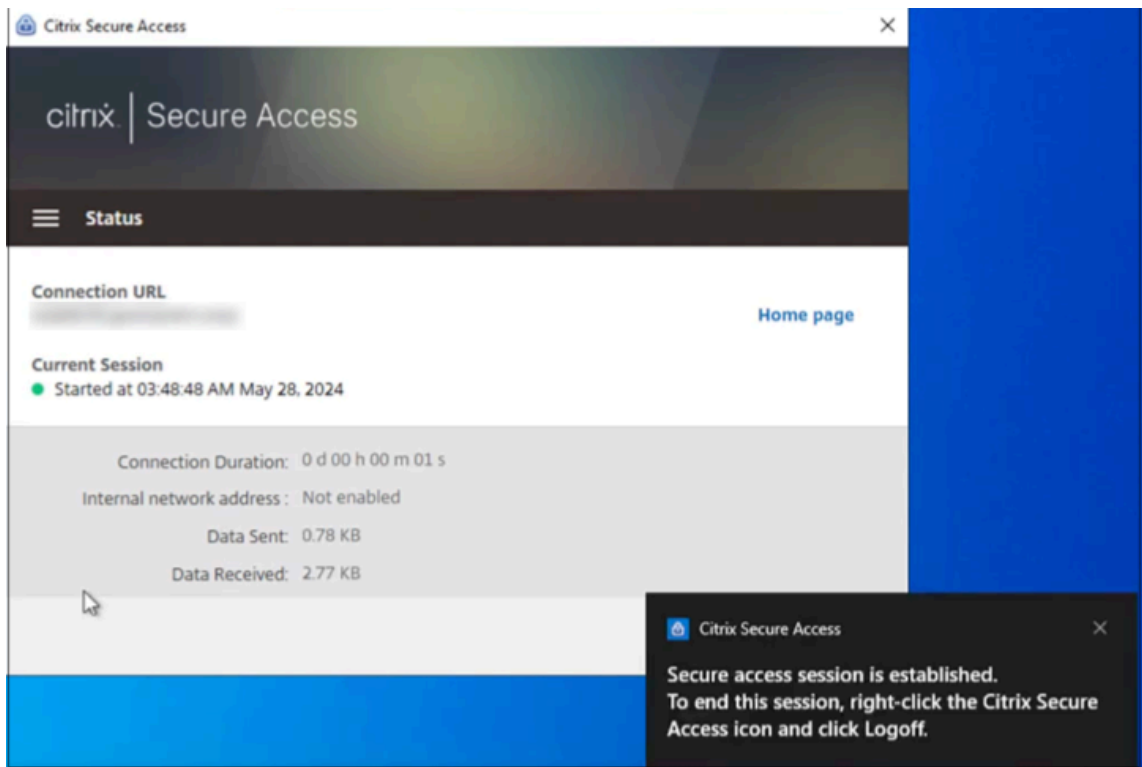 Citrix Secure Access
citrix | Secure Access
Status
Connection URL
Home page
Current Session
Started at 03:48:48 AM May 28, 2024
Connection Duration: 0 d 00 h 00 m 01 s
Internal network address : Not enabled
Data Sent: 0.78 KB
Data Received: 2.77 KB
Citrix Secure Access
Secure access session is established.
To end this session, right-click the Citrix Secure
Access icon and click Logoff.